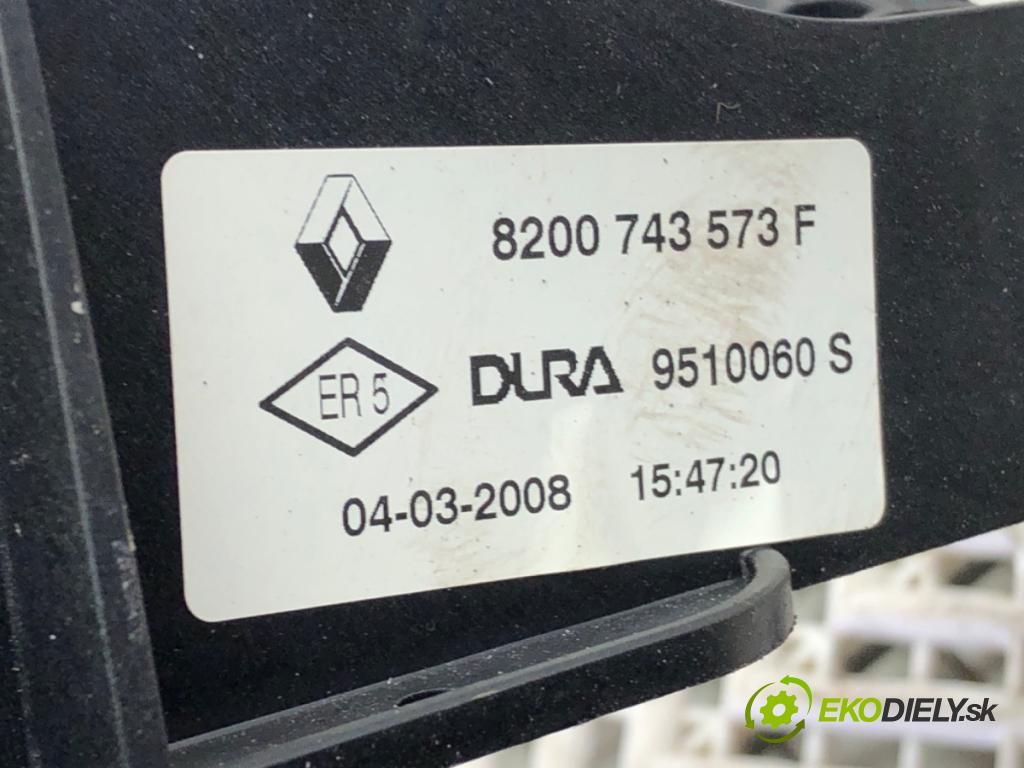 8200 743 573 F
ER 5 DURA 9510060 S
04-03-2008 15:47:20
EKODIELY.sk